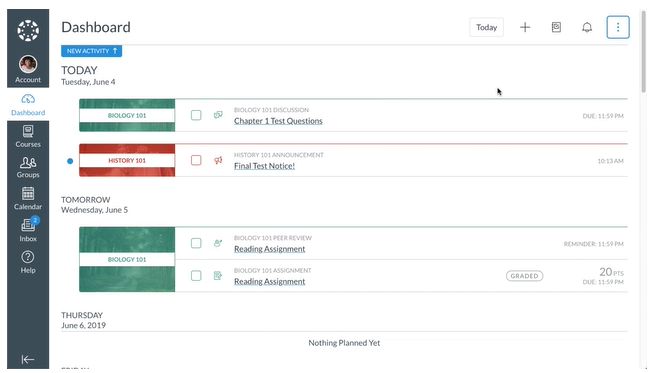 Dashboard
Today
Account
Dashboard
Courses
Groups
Calendar
2
Inbox
Help
NEW ACTIVITY
TODAY
Tuesday, June 4
BIOLOGY 101
BIOLOGY 101 DISCUSSION
Chapter 1 Test Questions
DUE: 11:59 PM
HISTORY 101
HISTORY 101 ANNOUNCEMENT
Final Test Notice!
10:13 AM
TOMORROW
Wednesday, June 5
BIOLOGY 101
BIOLOGY 101 PEER REVIEW
Reading Assignment
REMINDER: 11:59 PM
BIOLOGY 101 ASSIGNMENT
Reading Assignment
GRADED
20 PTS
DUE: 11:59 PM
THURSDAY
June 6, 2019
Nothing Planned Yet